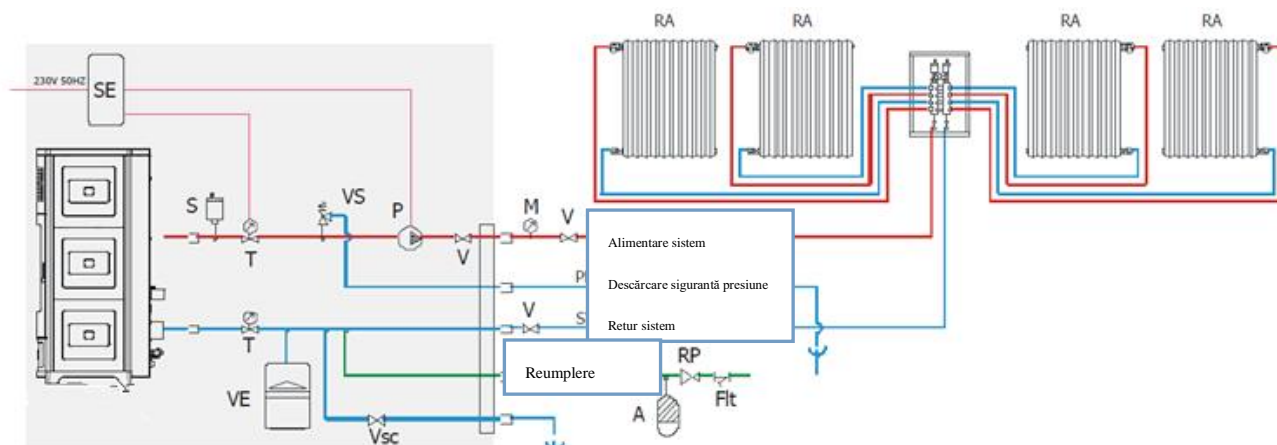 RA
RA
RA
RA
230V 50HZ
SE
S
VS
P
M
V
T
V
Alimentare sistem
P
Descărcare sigurantă presiune
V
S
Retur sistem
T
Reumplere
RP
VE
A
Flt
Vsc